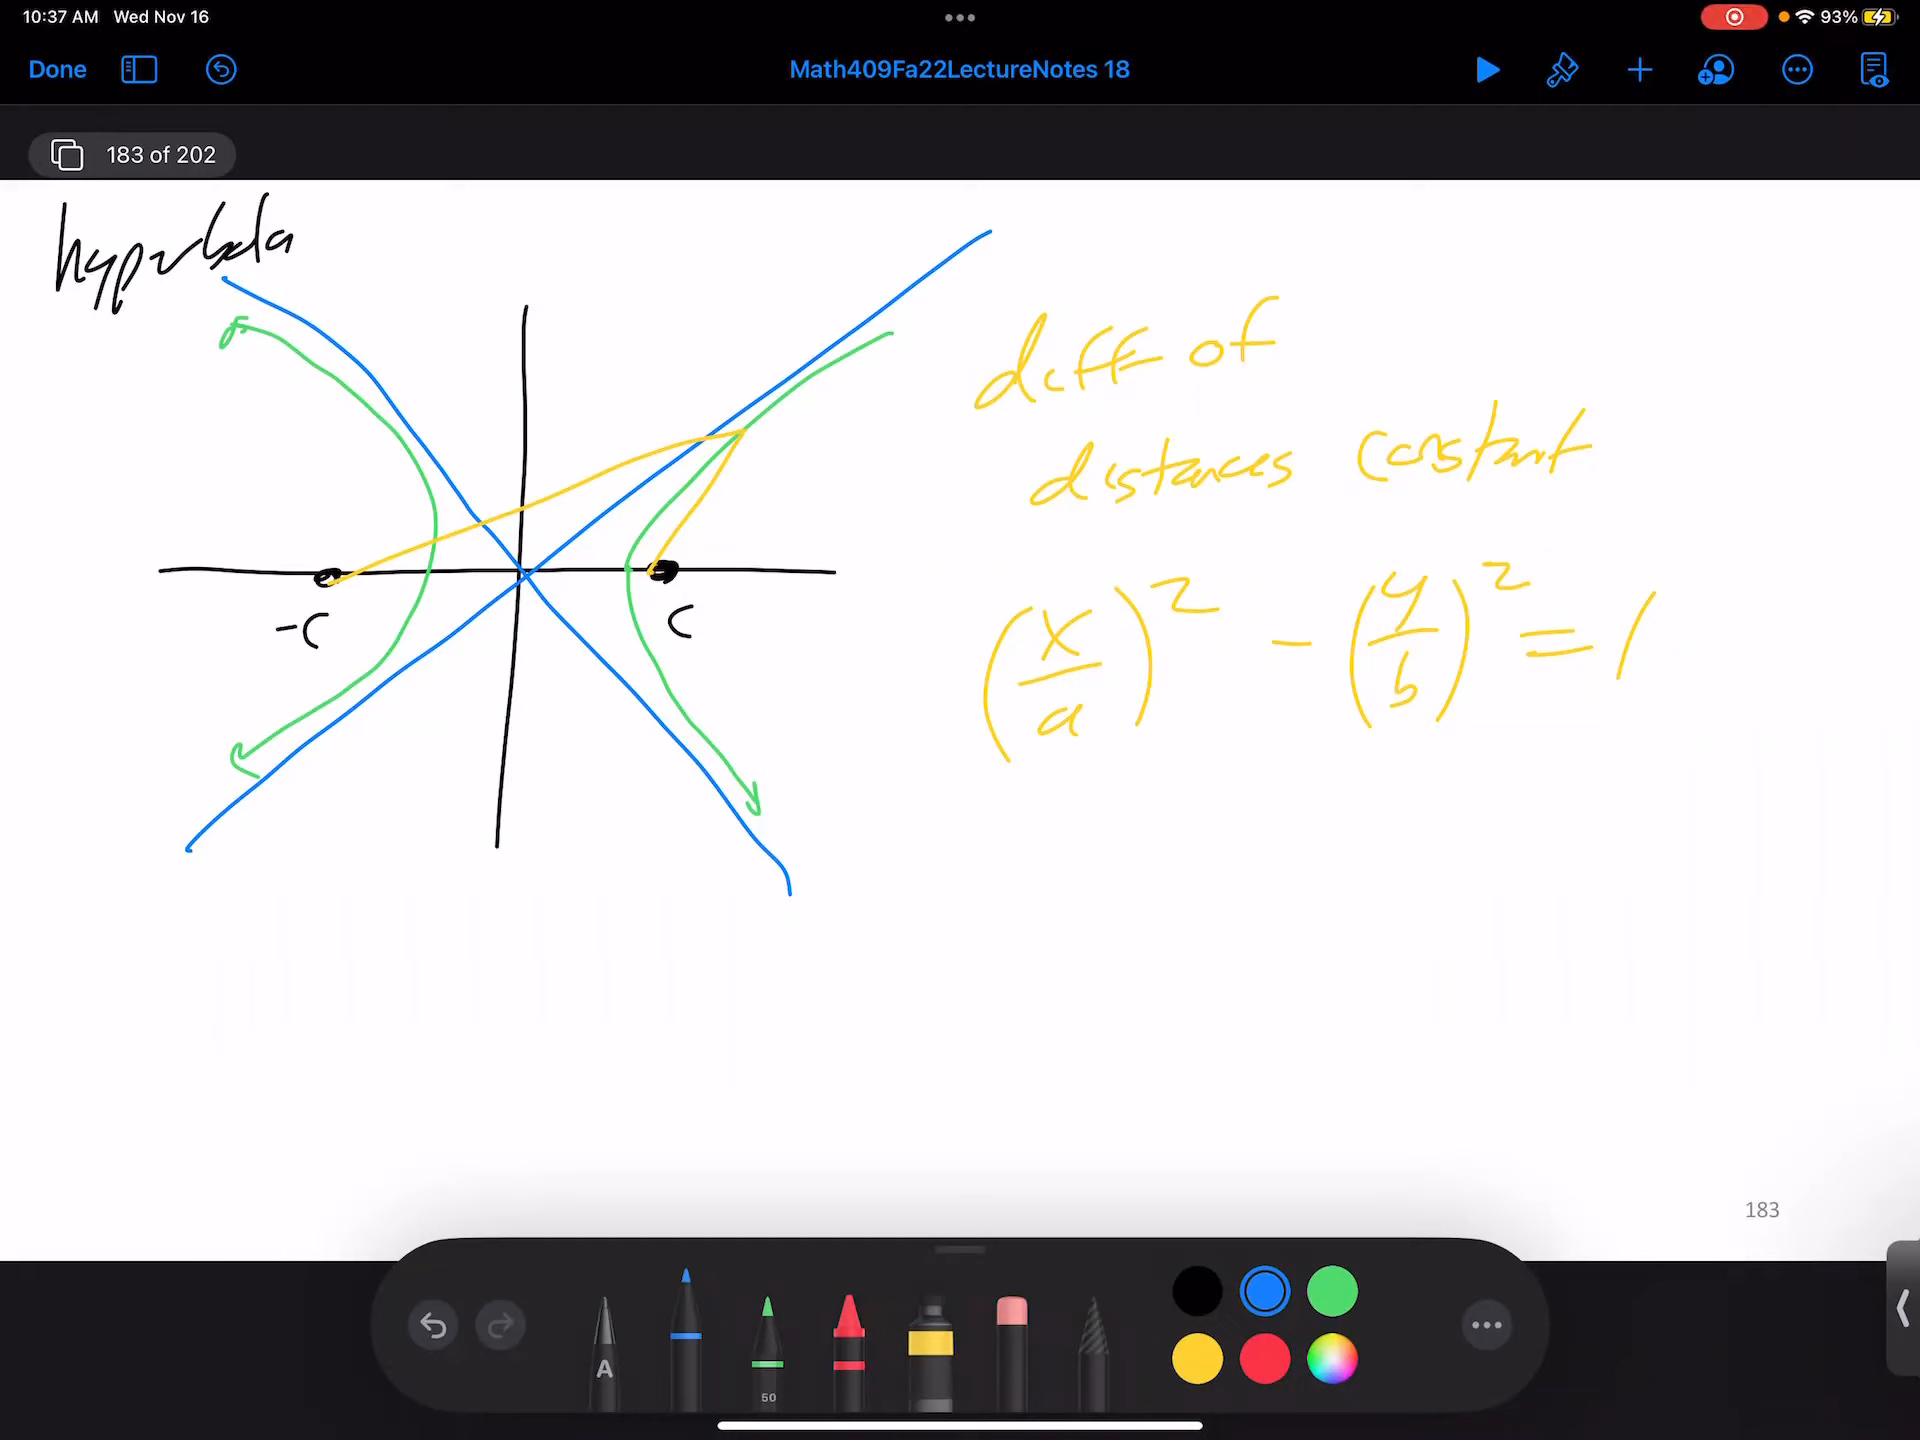 10:37 AM Wed Nov 16
93%
Done
Math409Fa22LectureNotes 18
183 of 202
hyperbola
diff of
distances constant
-c
c
(x/a)² - (y/b)² = 1
183
A
50